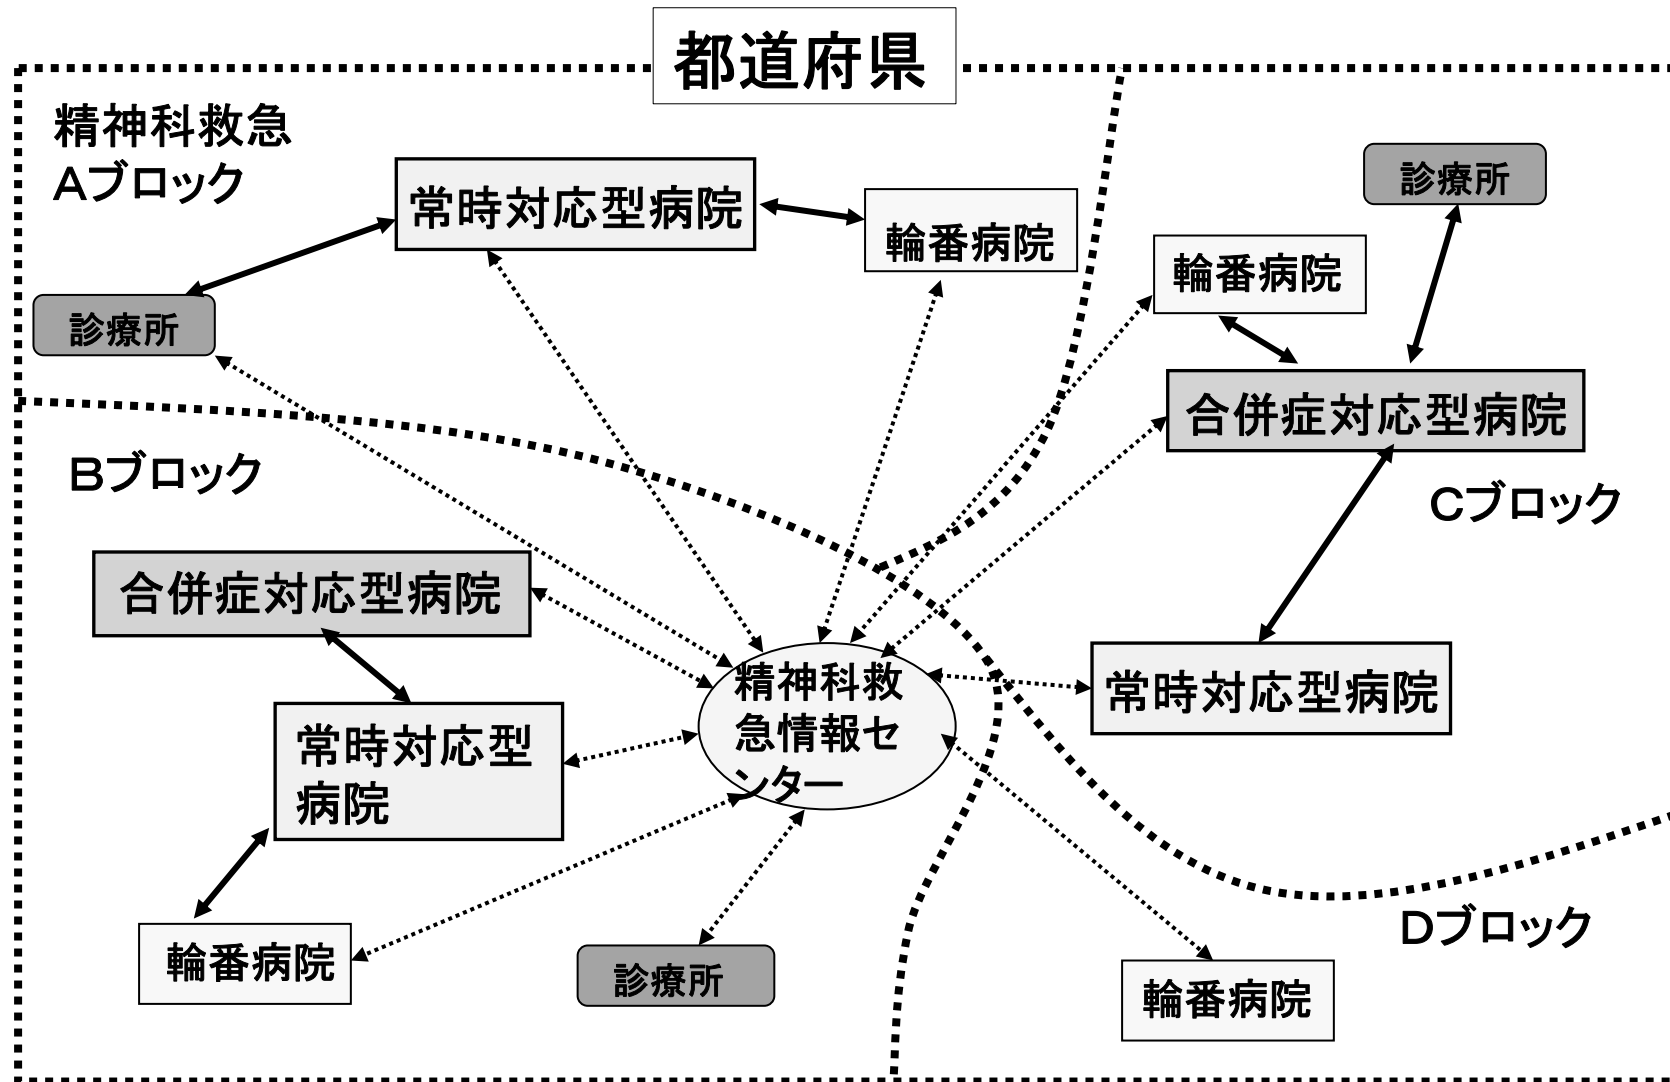 都道府県
精神科救急
Aブロック
常時対応型病院
輪番病院
診療所
診療所
輪番病院
合併症対応型病院
Cブロック
常時対応型病院
Bブロック
合併症対応型病院
常時対応型
病院
輪番病院
診療所
精神科救
急情報セ
ンター
Dブロック
輪番病院